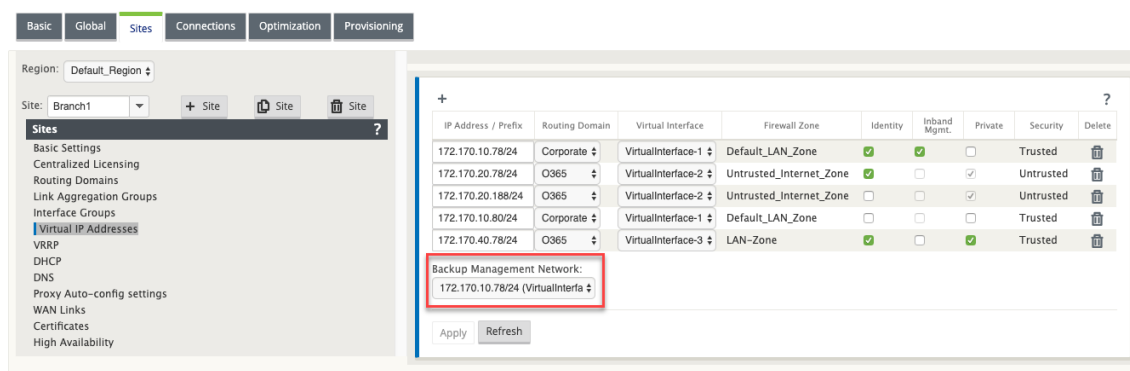 Basic Global Sites Connections Optimization Provisioning
Region: Default_Region
Site: Branch1 + Site Site Site
Sites ?
Basic Settings
Centralized Licensing
Routing Domains
Link Aggregation Groups
Interface Groups
Virtual IP Addresses
VRRP
DHCP
DNS
Proxy Auto-config settings
WAN Links
Certificates
High Availability
+ ?
IP Address / Prefix Routing Domain Virtual Interface Firewall Zone Identity Inband Mgmt. Private Security Delete
172.170.10.78/24 Corporate VirtualInterface-1 Default_LAN_Zone Trusted
172.170.20.78/24 O365 VirtualInterface-2 Untrusted_Internet_Zone Untrusted
172.170.20.188/24 O365 VirtualInterface-2 Untrusted_Internet_Zone Untrusted
172.170.10.80/24 Corporate VirtualInterface-1 Default_LAN_Zone Trusted
172.170.40.78/24 O365 VirtualInterface-3 LAN-Zone Trusted
Backup Management Network:
172.170.10.78/24 (VirtualInterfa
Apply Refresh